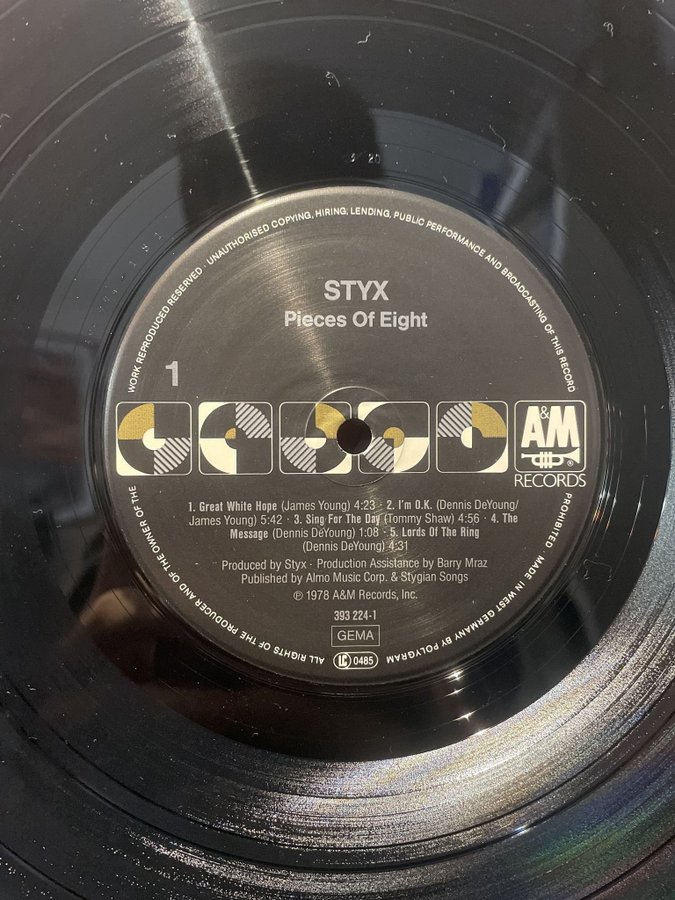 WORK REPRODUCED RESERVED · UNAUTHORISED COPYING, HIRING, LENDING, PUBLIC PERFORMANCE AND BROADCASTING OF THIS RECORD
STYX
Pieces Of Eight
1
A&M
®
RECORDS
1. Great White Hope (James Young) 4:23 · 2. I'm O.K. (Dennis DeYoung/
James Young) 5:42 · 3. Sing For The Day (Tommy Shaw) 4:56 · 4. The
Message (Dennis DeYoung) 1:08 · 5. Lords Of The Ring
(Dennis DeYoung) 4:31
Produced by Styx · Production Assistance by Barry Mraz
Published by Almo Music Corp. & Stygian Songs
℗ 1978 A&M Records, Inc.
393 224-1
GEMA
LC 0485
ALL RIGHTS OF THE PRODUCER AND OF THE OWNER OF THE
PROHIBITED MADE IN WEST GERMANY BY POLYGRAM